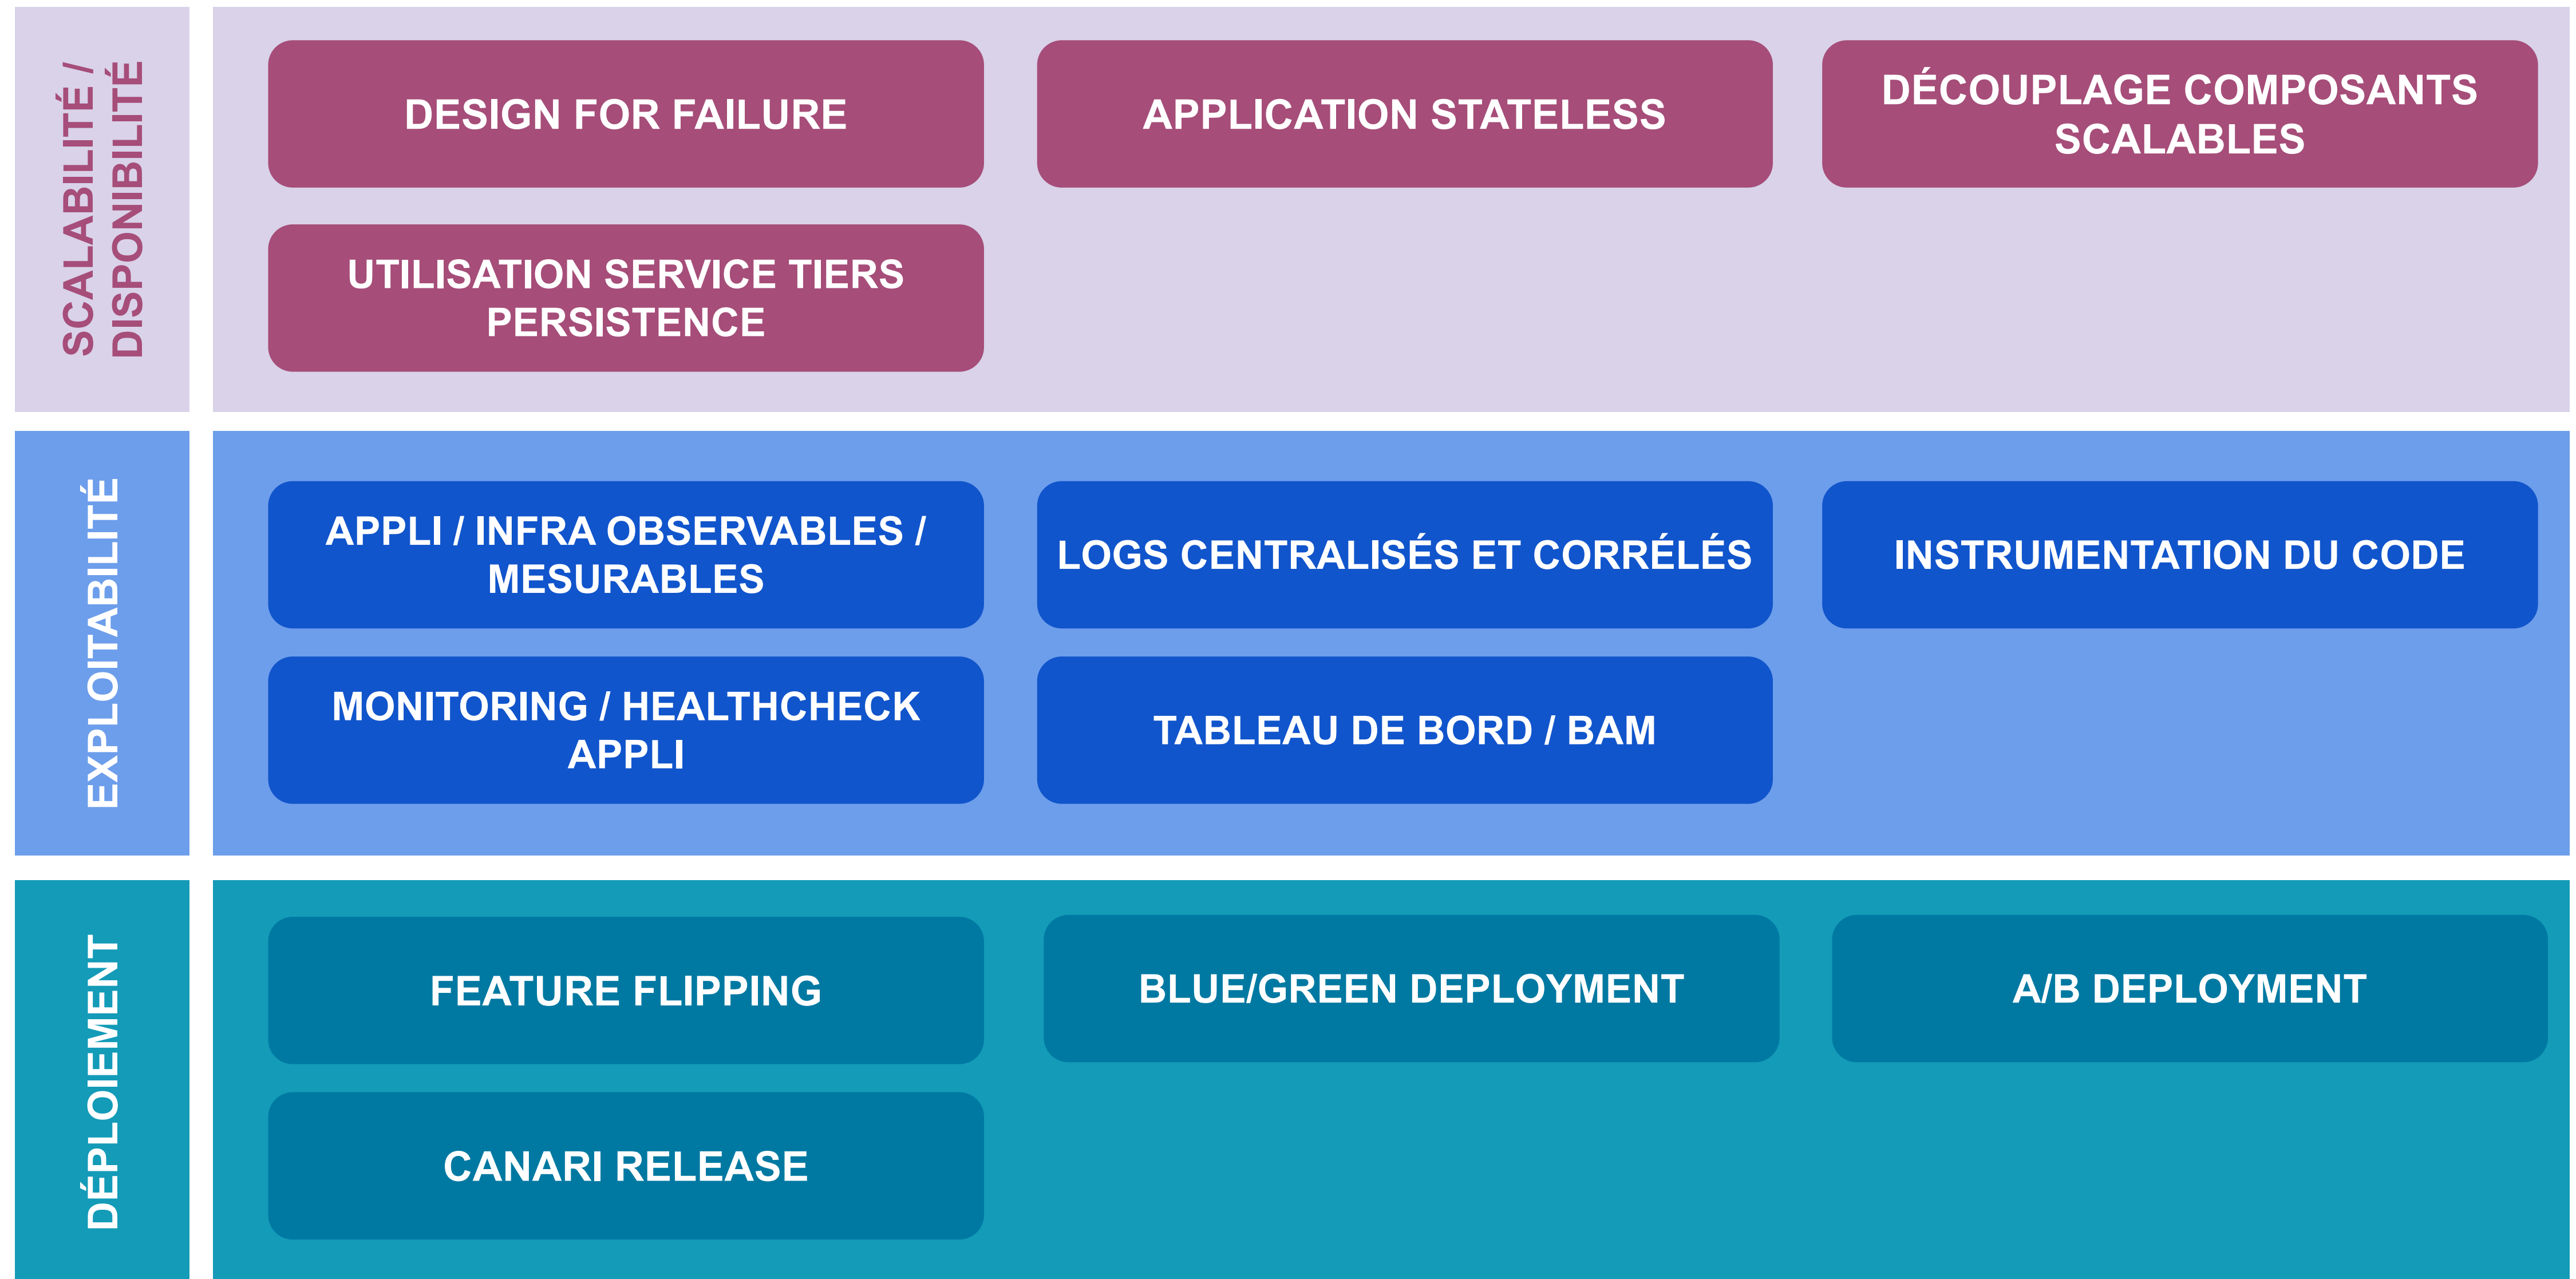 SCALABILITÉ /
DISPONIBILITÉ
DESIGN FOR FAILURE
APPLICATION STATELESS
DÉCOUPLAGE COMPOSANTS
SCALABLES
UTILISATION SERVICE TIERS
PERSISTENCE
EXPLOITABILITÉ
APPLI / INFRA OBSERVABLES /
MESURABLES
LOGS CENTRALISÉS ET CORRÉLÉS
INSTRUMENTATION DU CODE
MONITORING / HEALTHCHECK
APPLI
TABLEAU DE BORD / BAM
DÉPLOIEMENT
FEATURE FLIPPING
BLUE/GREEN DEPLOYMENT
A/B DEPLOYMENT
CANARI RELEASE